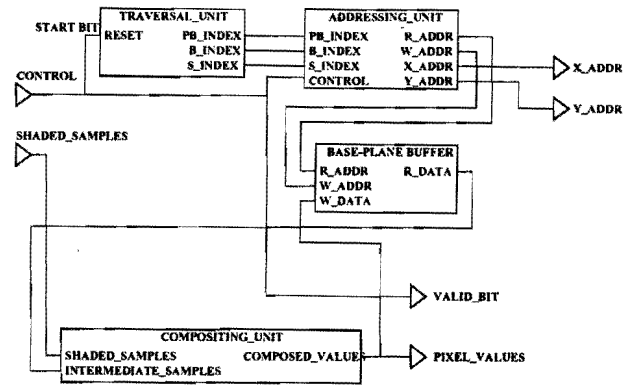 TRAVERSAL_UNIT
ADDRESSING_UNIT
START BIT
RESET
PB_INDEX
B_INDEX
S_INDEX
PB_INDEX
B_INDEX
S_INDEX
CONTROL
R_ADDR
W_ADDR
X_ADDR
Y_ADDR
X_ADDR
Y_ADDR
CONTROL
SHADED_SAMPLES
BASE-PLANE BUFFER
R_ADDR
W_ADDR
W_DATA
R_DATA
VALID_BIT
COMPOSITING_UNIT
SHADED_SAMPLES
INTERMEDIATE_SAMPLES
COMPOSED_VALUES
PIXEL_VALUES